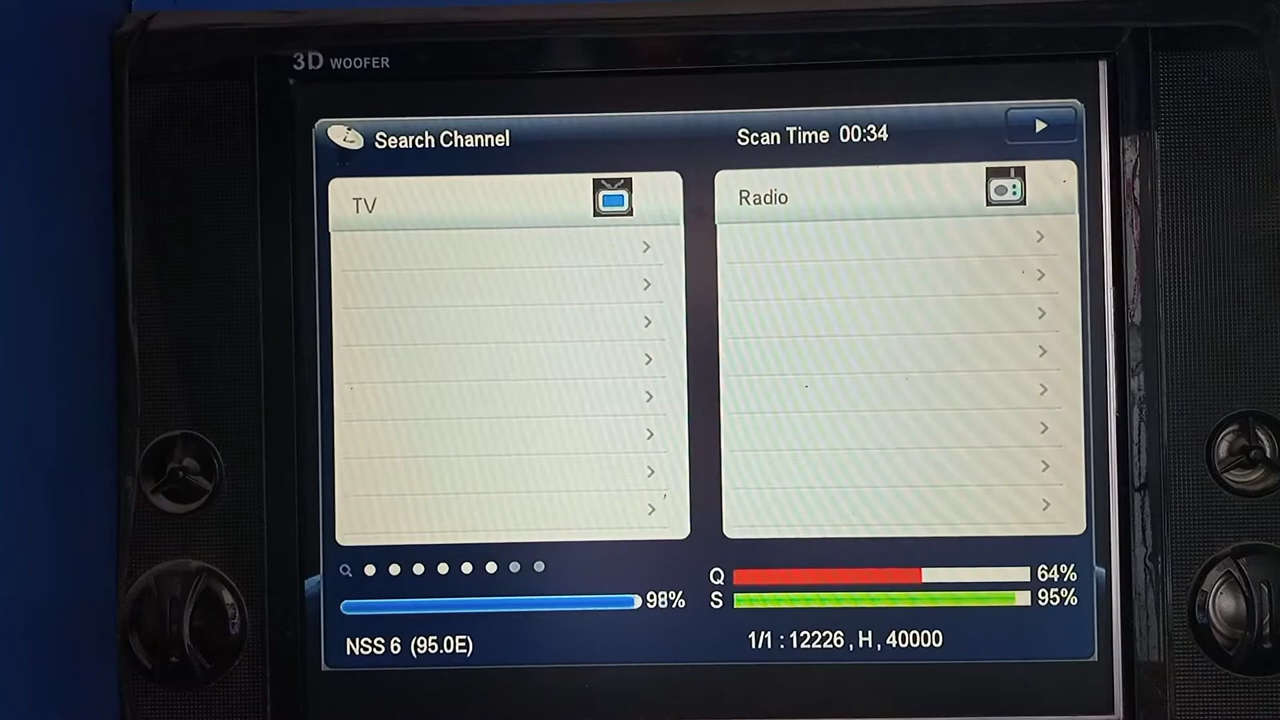 3D WOOFER
Search Channel
Scan Time 00:34
TV
Radio
98%
Q 64%
S 95%
NSS 6 (95.0E)
1/1 : 12226 , H , 40000